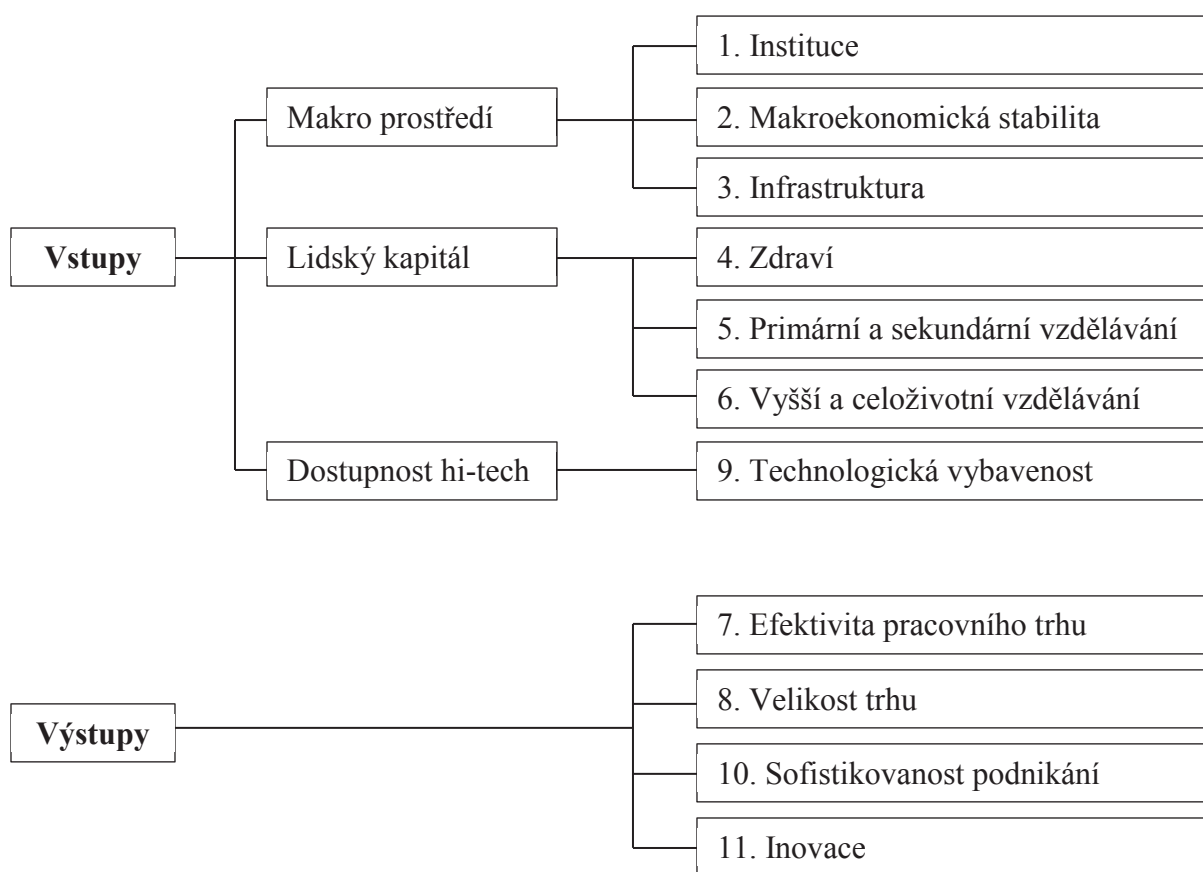 1. Instituce
Makro prostředí
2. Makroekonomická stabilita
3. Infrastruktura
Vstupy
Lidský kapitál
4. Zdraví
5. Primární a sekundární vzdělávání
6. Vyšší a celoživotní vzdělávání
Dostupnost hi-tech
9. Technologická vybavenost
7. Efektivita pracovního trhu
8. Velikost trhu
Výstupy
10. Sofistikovanost podnikání
11. Inovace